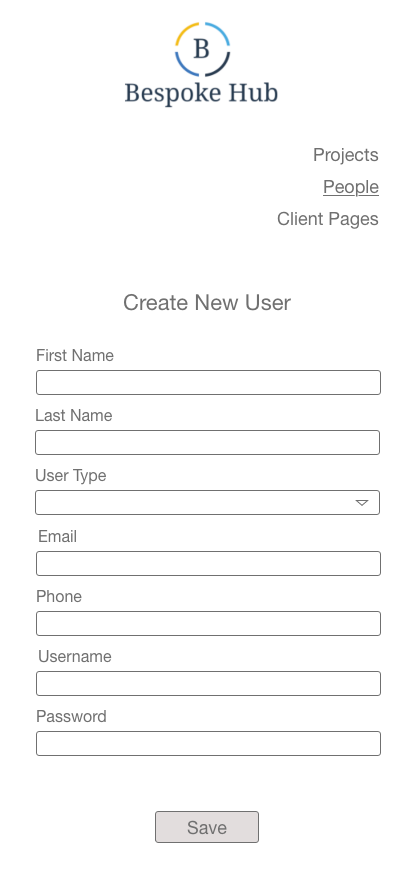 B
Bespoke Hub
Projects
People
Client Pages
Create New User
First Name
Last Name
User Type
Email
Phone
Username
Password
Save